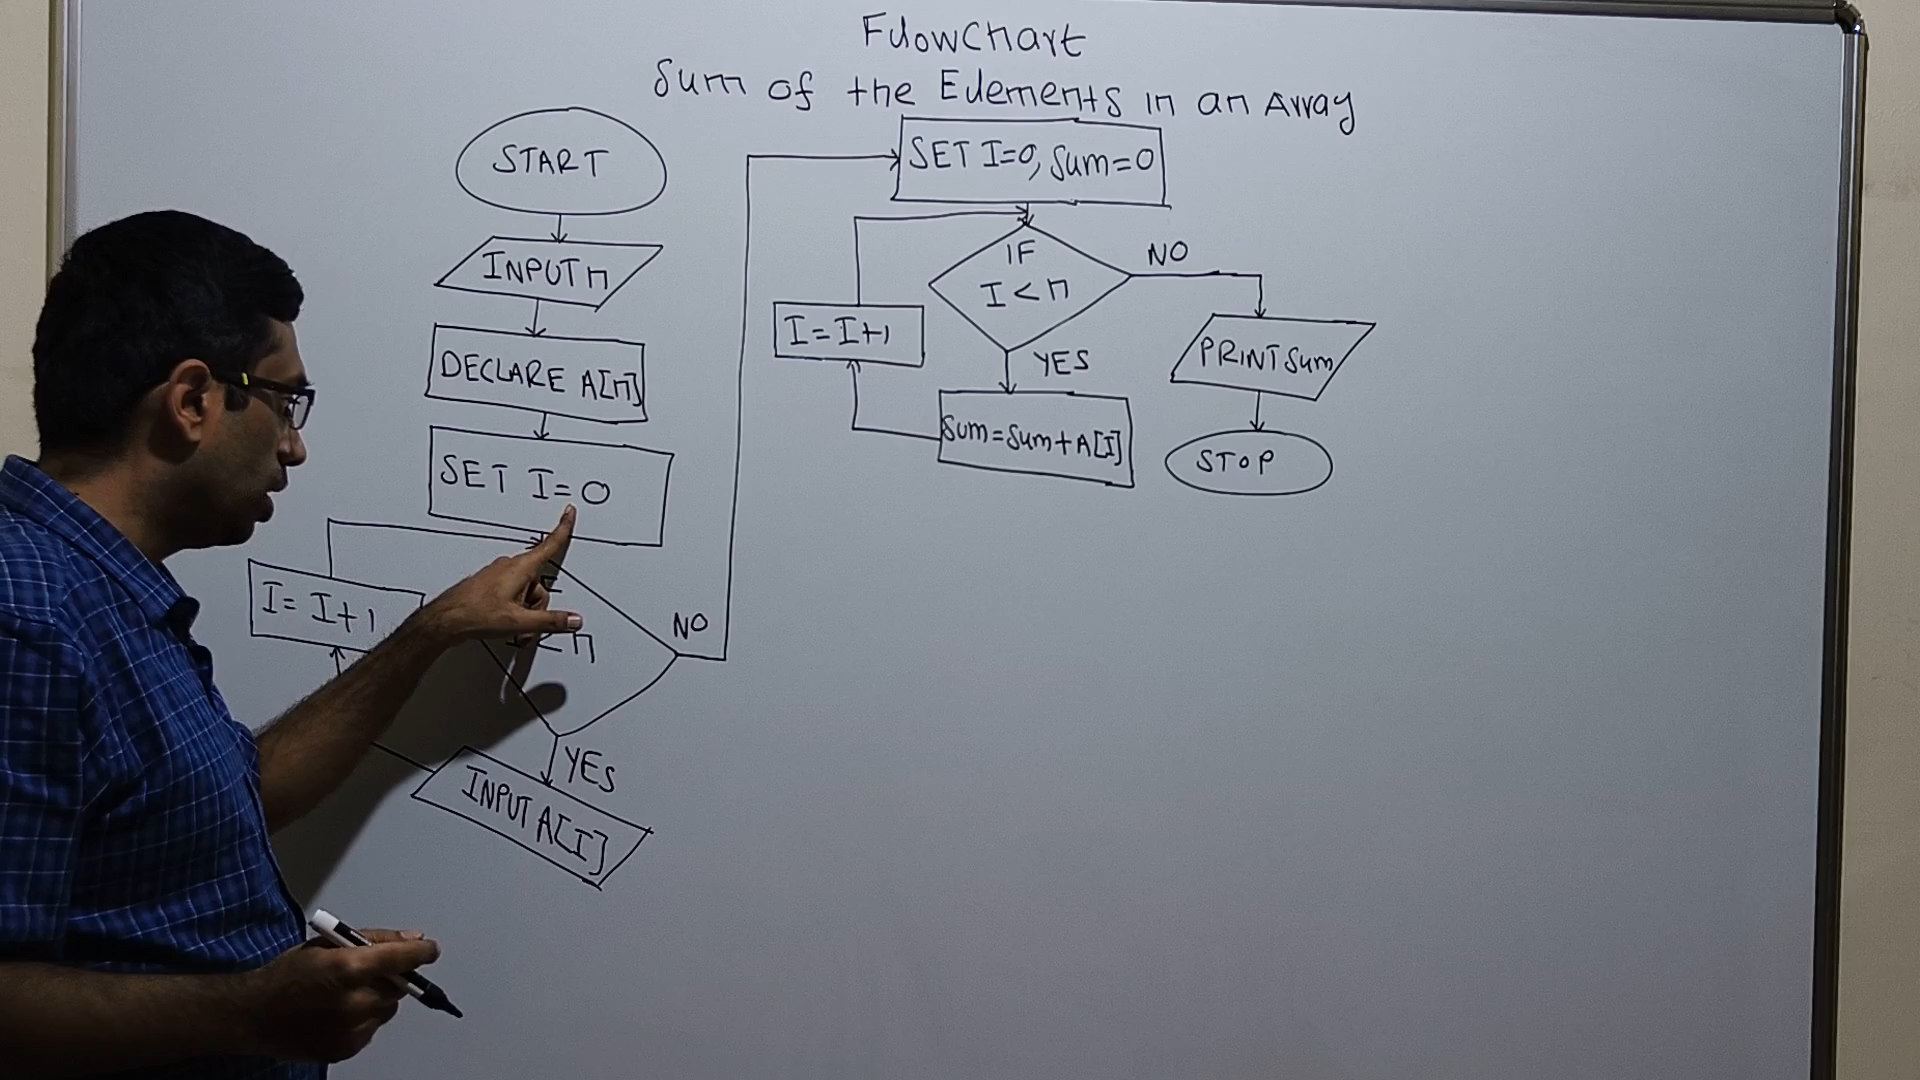 FlowChart
Sum of the Elements in an Array
START
INPUT n
DECLARE A[n]
SET I=0
I<n
NO
YES
INPUT A[I]
I=I+1
SET I=0, Sum=0
IF
I<n
NO
YES
Sum=Sum+A[I]
I=I+1
PRINT Sum
STOP